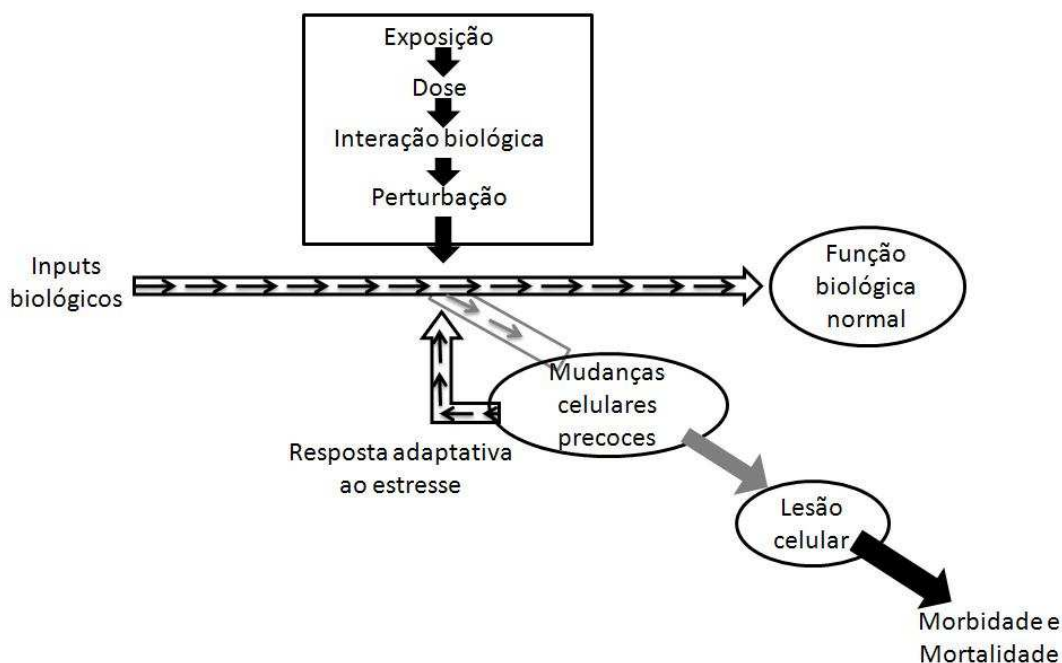 Exposição
Dose
Interação biológica
Perturbação
Inputs
biológicos
Função
biológica
normal
Mudanças
celulares
precoces
Resposta adaptativa
ao estresse
Lesão
celular
Morbidade e
Mortalidade